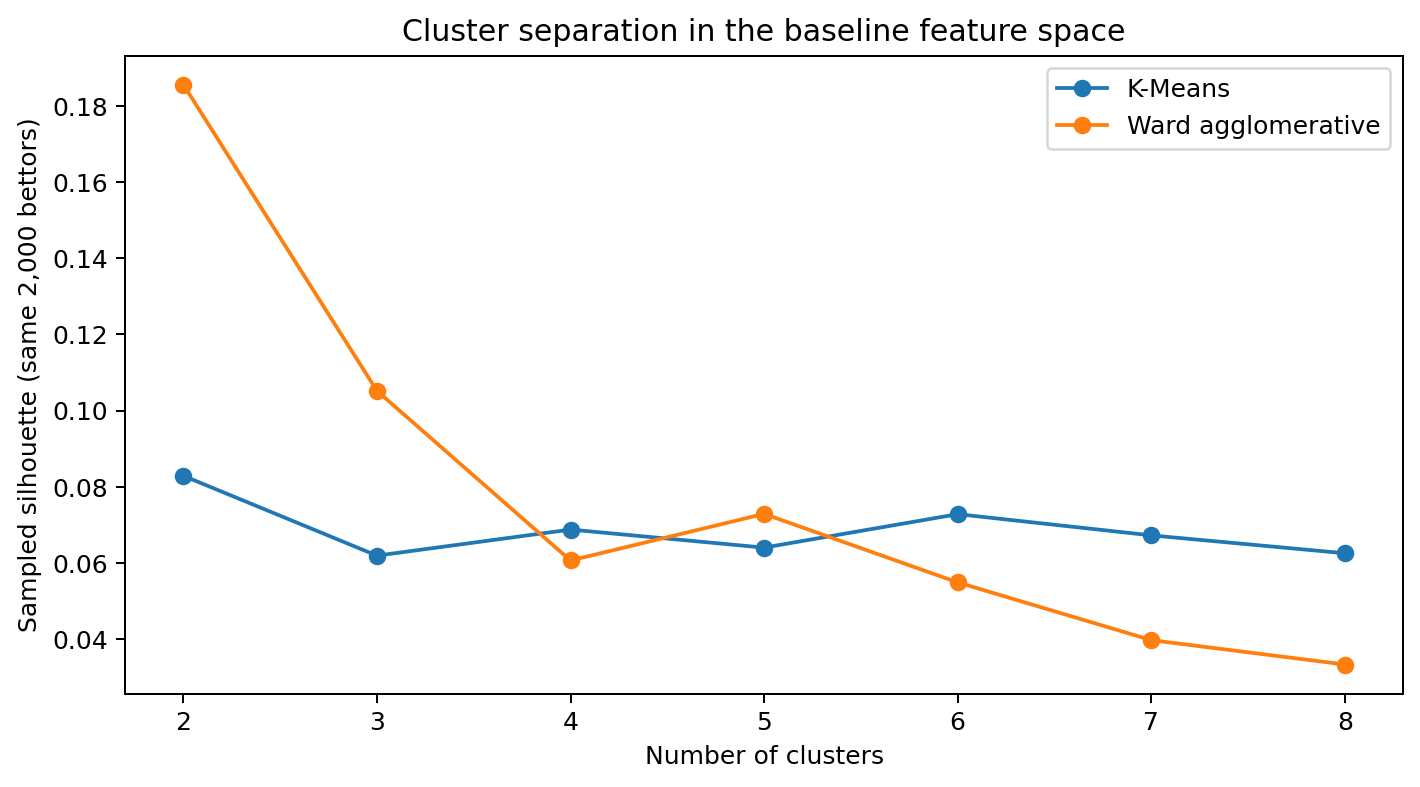 Cluster separation in the baseline feature space
K-Means
Ward agglomerative
Sampled silhouette (same 2,000 bettors)
0.18
0.16
0.14
0.12
0.10
0.08
0.06
0.04
2 3 4 5 6 7 8
Number of clusters